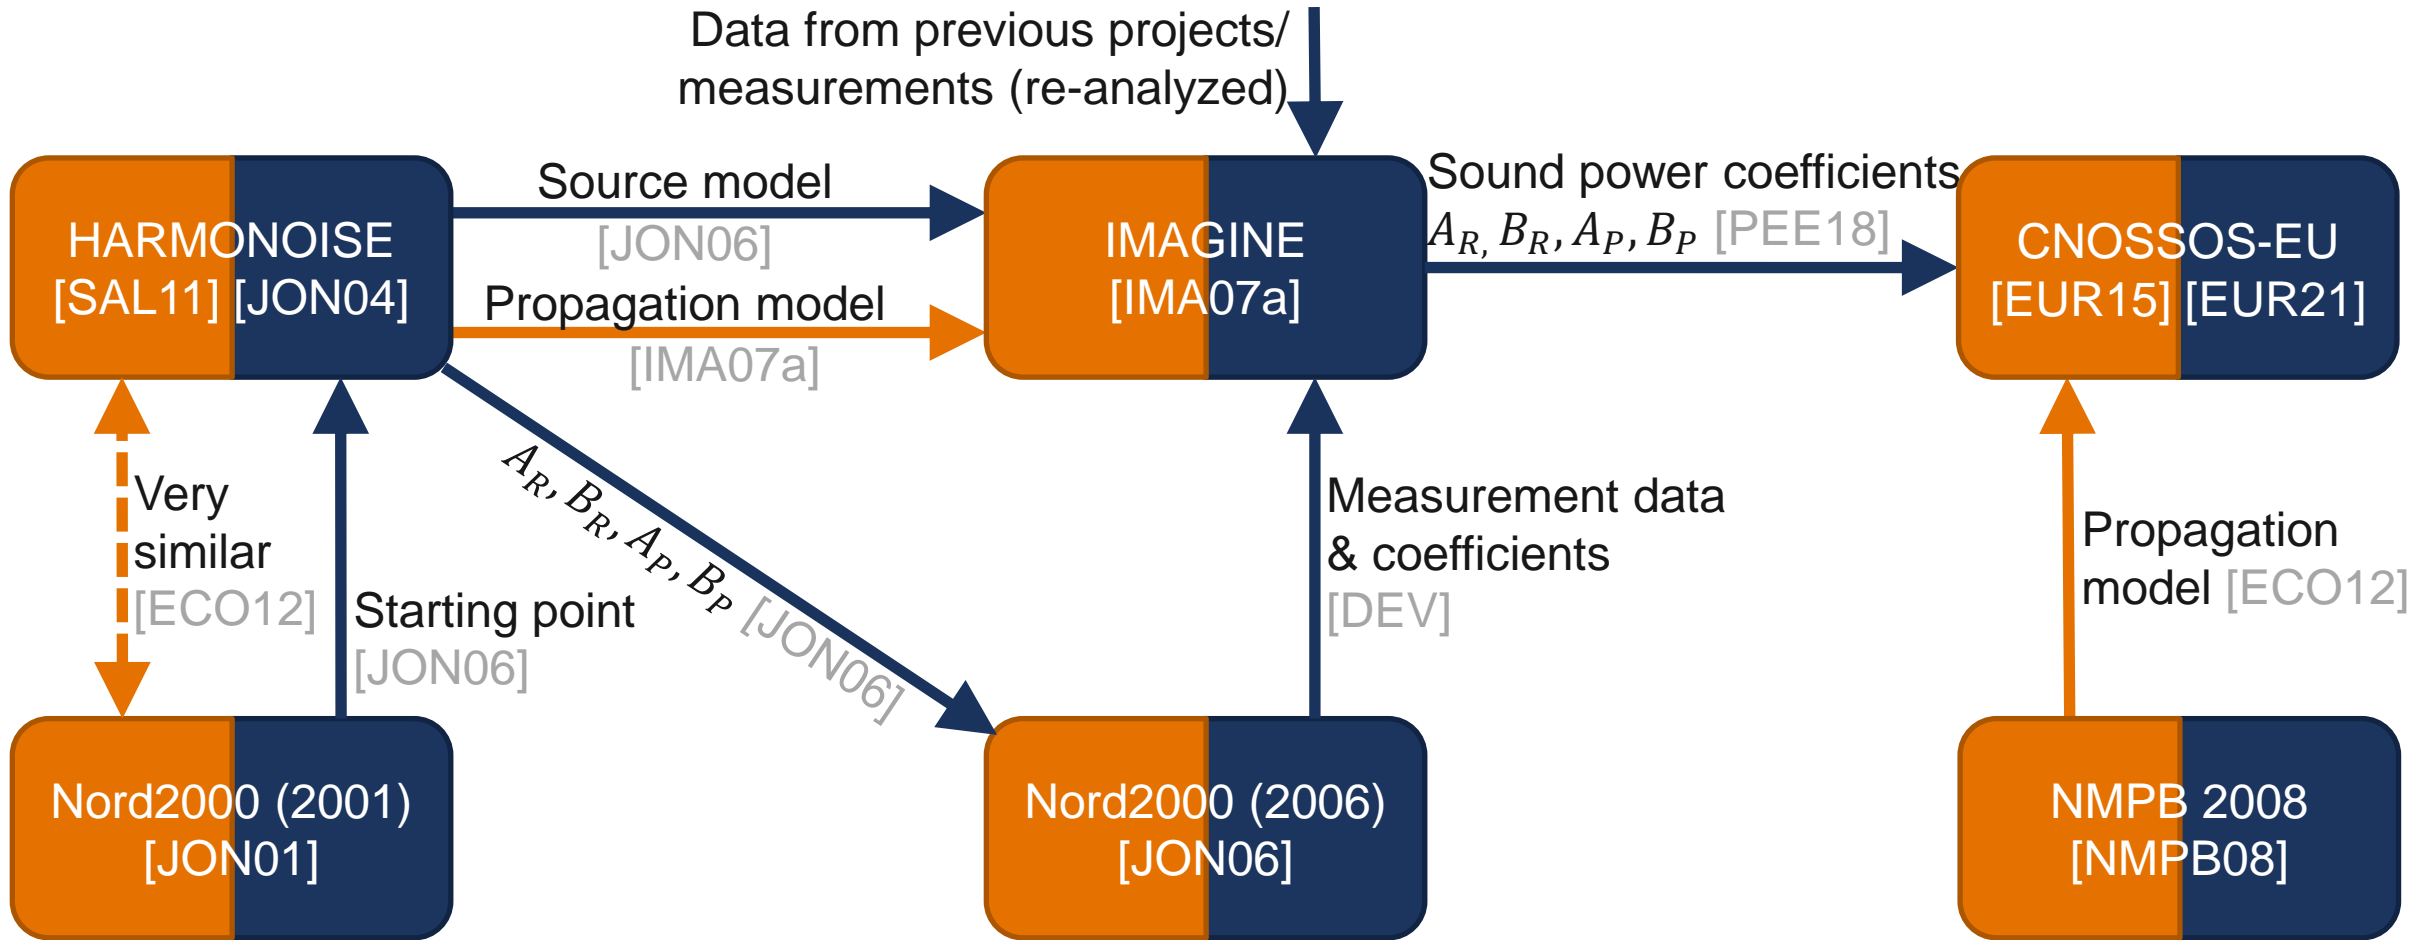 Data from previous projects/
measurements (re-analyzed)
HARMONOISE
[SAL11] [JON04]
Source model
[JON06]
Propagation model
[IMA07a]
IMAGINE
[IMA07a]
Sound power coefficients
A_R, B_R, A_P, B_P [PEE18]
CNOSSOS-EU
[EUR15] [EUR21]
Very
similar
[ECO12]
Starting point
[JON06]
A_R, B_R, A_P, B_P [JON06]
Measurement data
& coefficients
[DEV]
Propagation
model [ECO12]
Nord2000 (2001)
[JON01]
Nord2000 (2006)
[JON06]
NMPB 2008
[NMPB08]